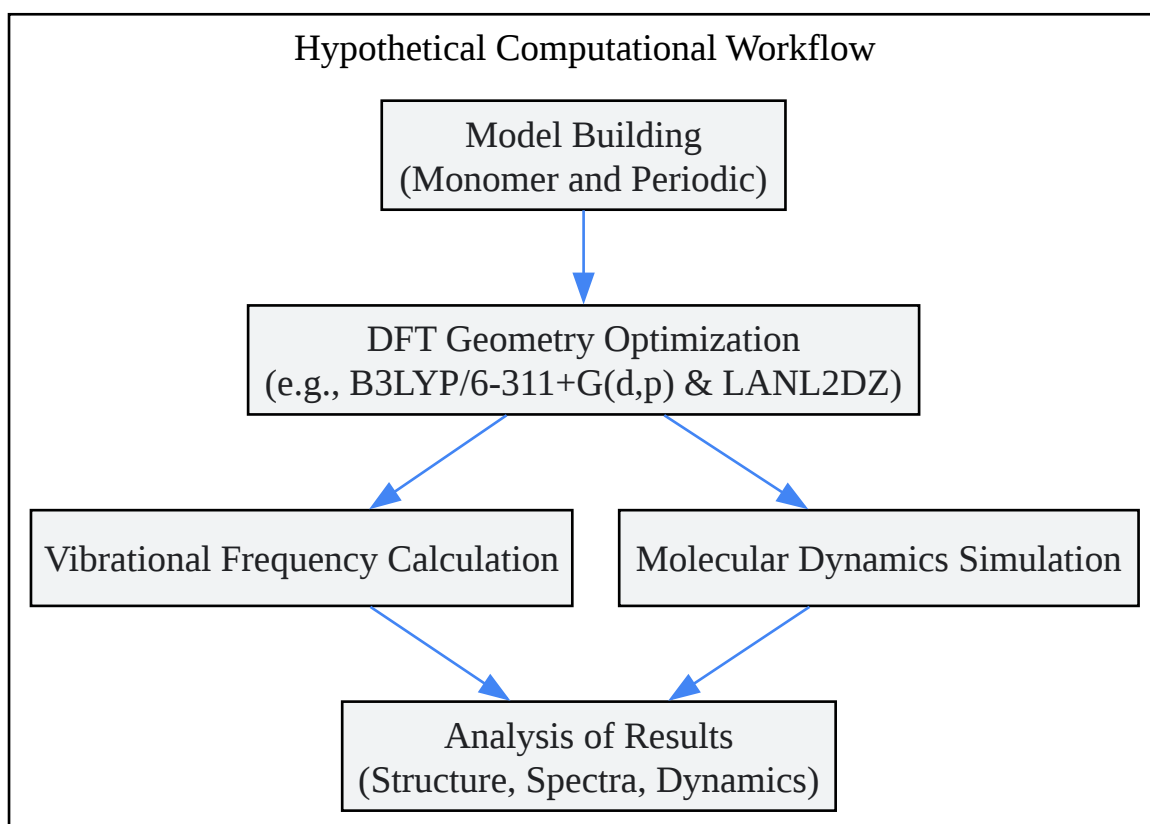 Hypothetical Computational Workflow
Model Building
(Monomer and Periodic)
DFT Geometry Optimization
(e.g., B3LYP/6-311+G(d,p) & LANL2DZ)
Vibrational Frequency Calculation
Molecular Dynamics Simulation
Analysis of Results
(Structure, Spectra, Dynamics)